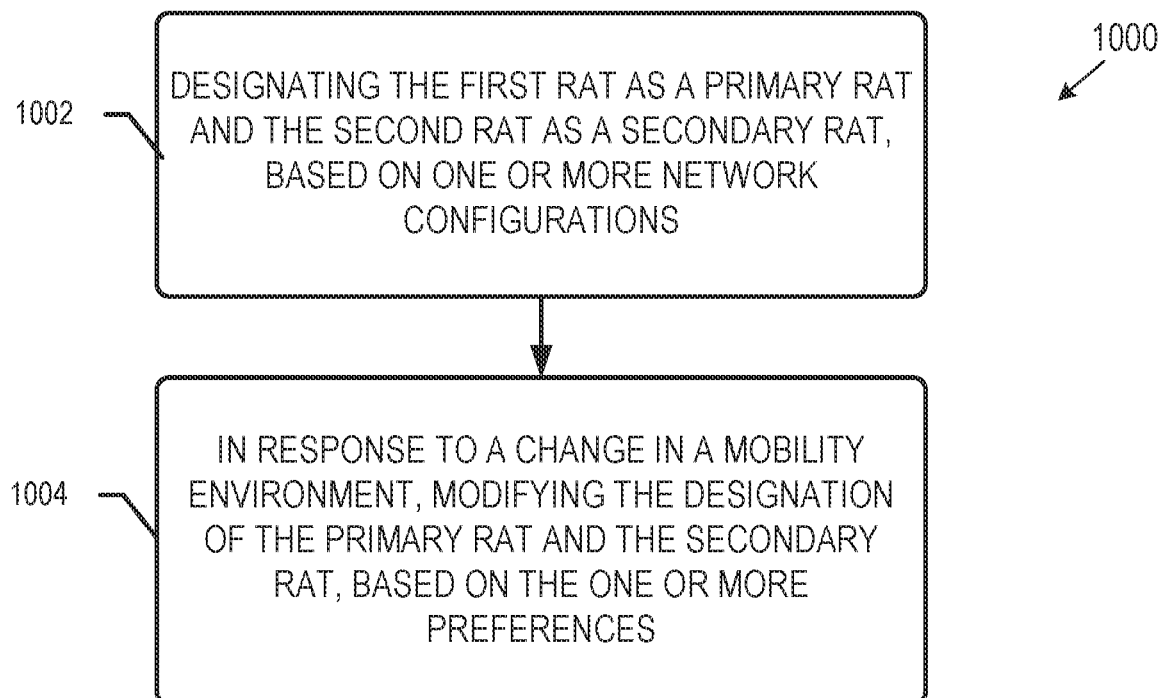 1000
1002
DESIGNATING THE FIRST RAT AS A PRIMARY RAT
AND THE SECOND RAT AS A SECONDARY RAT,
BASED ON ONE OR MORE NETWORK
CONFIGURATIONS
1004
IN RESPONSE TO A CHANGE IN A MOBILITY
ENVIRONMENT, MODIFYING THE DESIGNATION
OF THE PRIMARY RAT AND THE SECONDARY
RAT, BASED ON THE ONE OR MORE
PREFERENCES